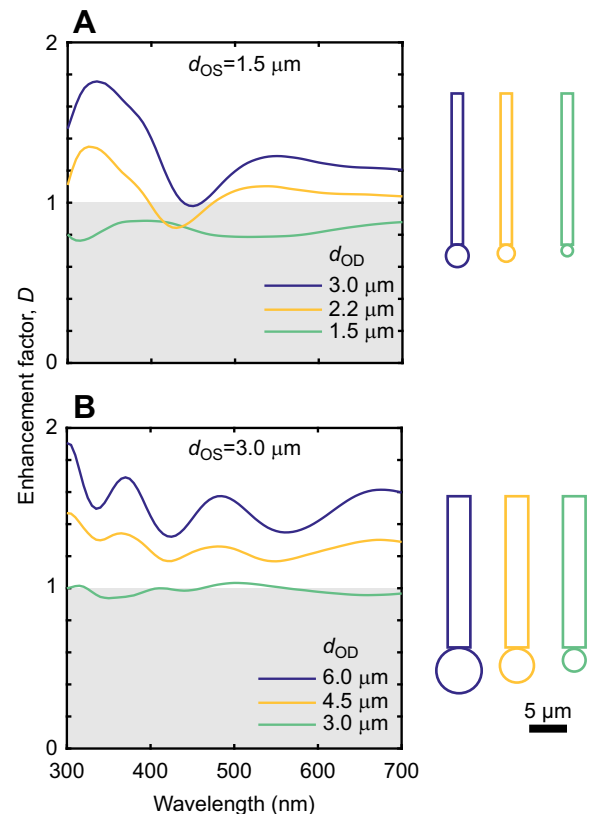 A
2
d_OS=1.5 μm
1
d_OD
3.0 μm
2.2 μm
1.5 μm
0
Enhancement factor, D
B
2
d_OS=3.0 μm
1
d_OD
6.0 μm
4.5 μm
3.0 μm
0
300 400 500 600 700
Wavelength (nm)
5 μm